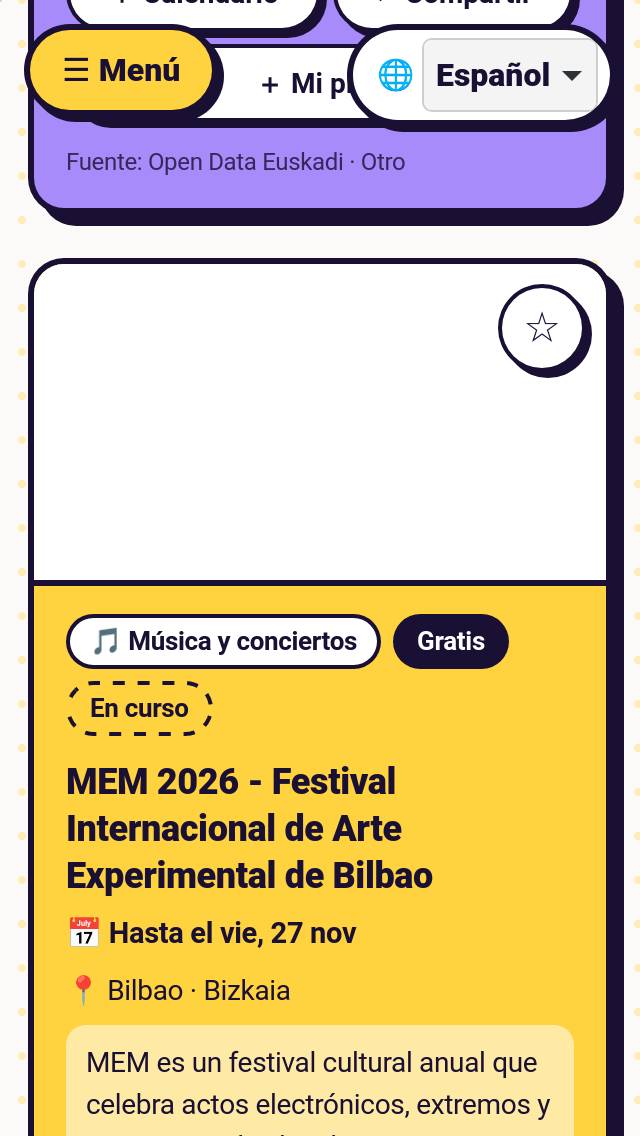 ☰ Menú
+ Mi
🌐 Español
Fuente: Open Data Euskadi · Otro
🎵 Música y conciertos
Gratis
En curso
MEM 2026 - Festival
Internacional de Arte
Experimental de Bilbao
📅 Hasta el vie, 27 nov
📍 Bilbao · Bizkaia
MEM es un festival cultural anual que
celebra actos electrónicos, extremos y